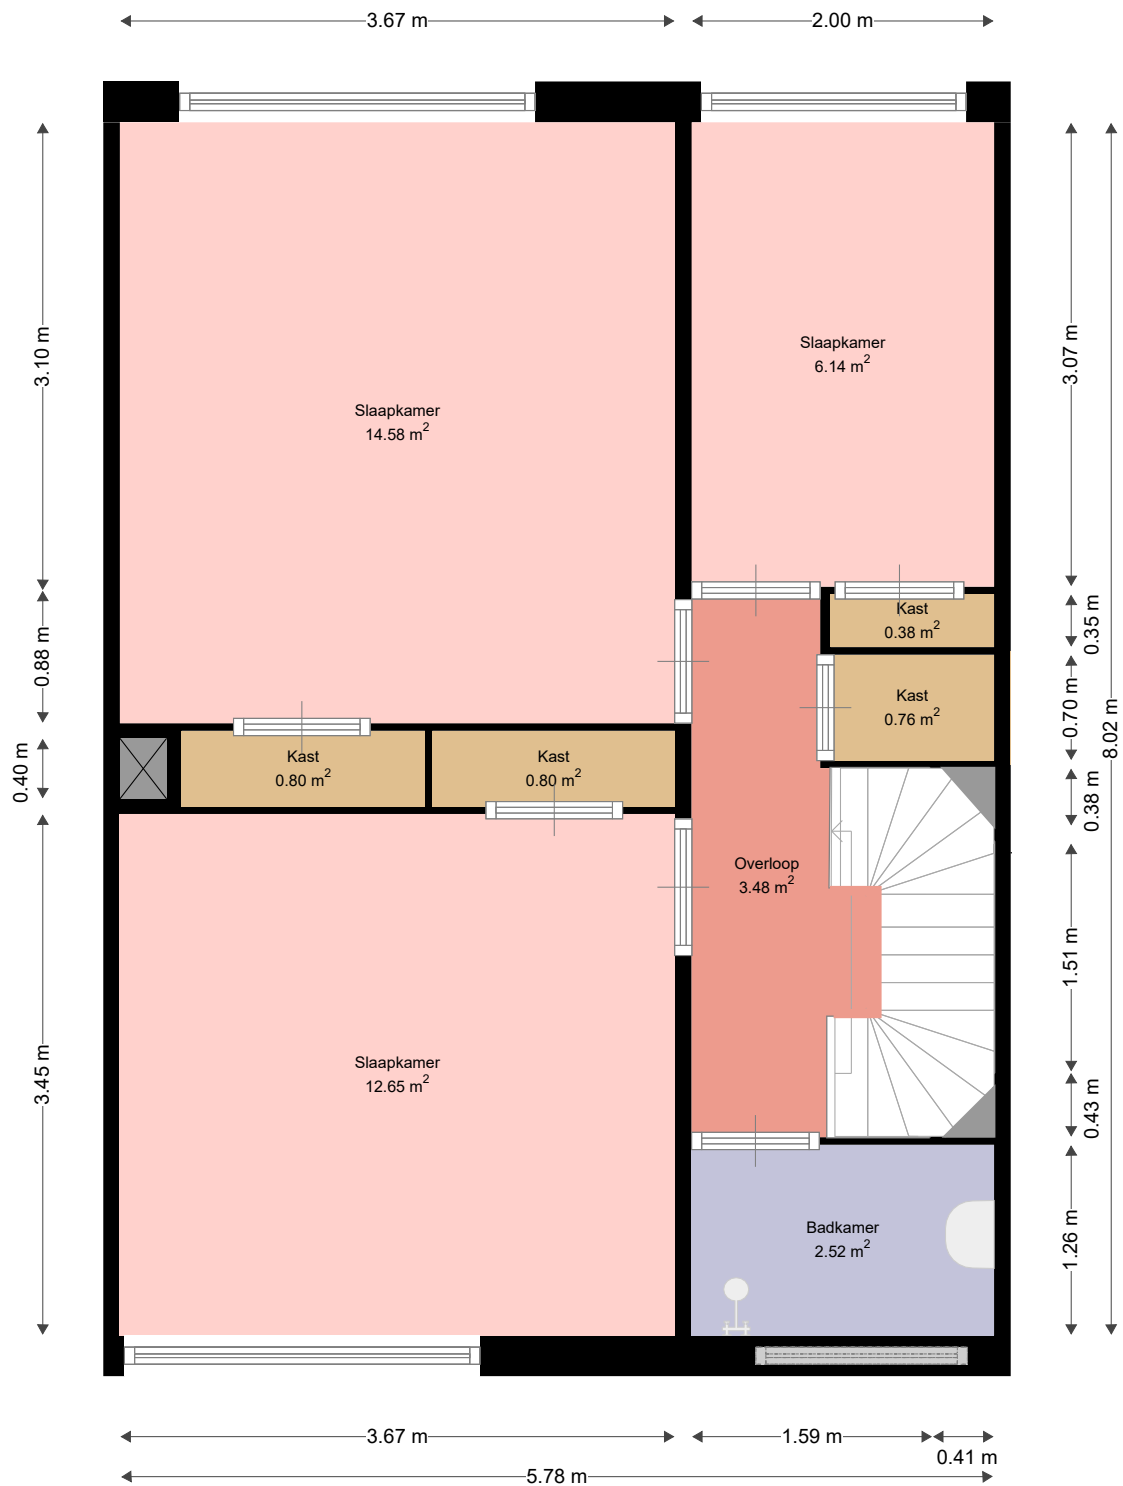 3.67 m
2.00 m
3.10 m
0.88 m
0.40 m
3.45 m
Slaapkamer
14.58 m²
Slaapkamer
6.14 m²
Kast
0.38 m²
Kast
0.76 m²
Kast
0.80 m²
Kast
0.80 m²
Overloop
3.48 m²
Slaapkamer
12.65 m²
Badkamer
2.52 m²
3.07 m
0.35 m
0.70 m
8.02 m
0.38 m
1.51 m
0.43 m
1.26 m
3.67 m
1.59 m
0.41 m
5.78 m